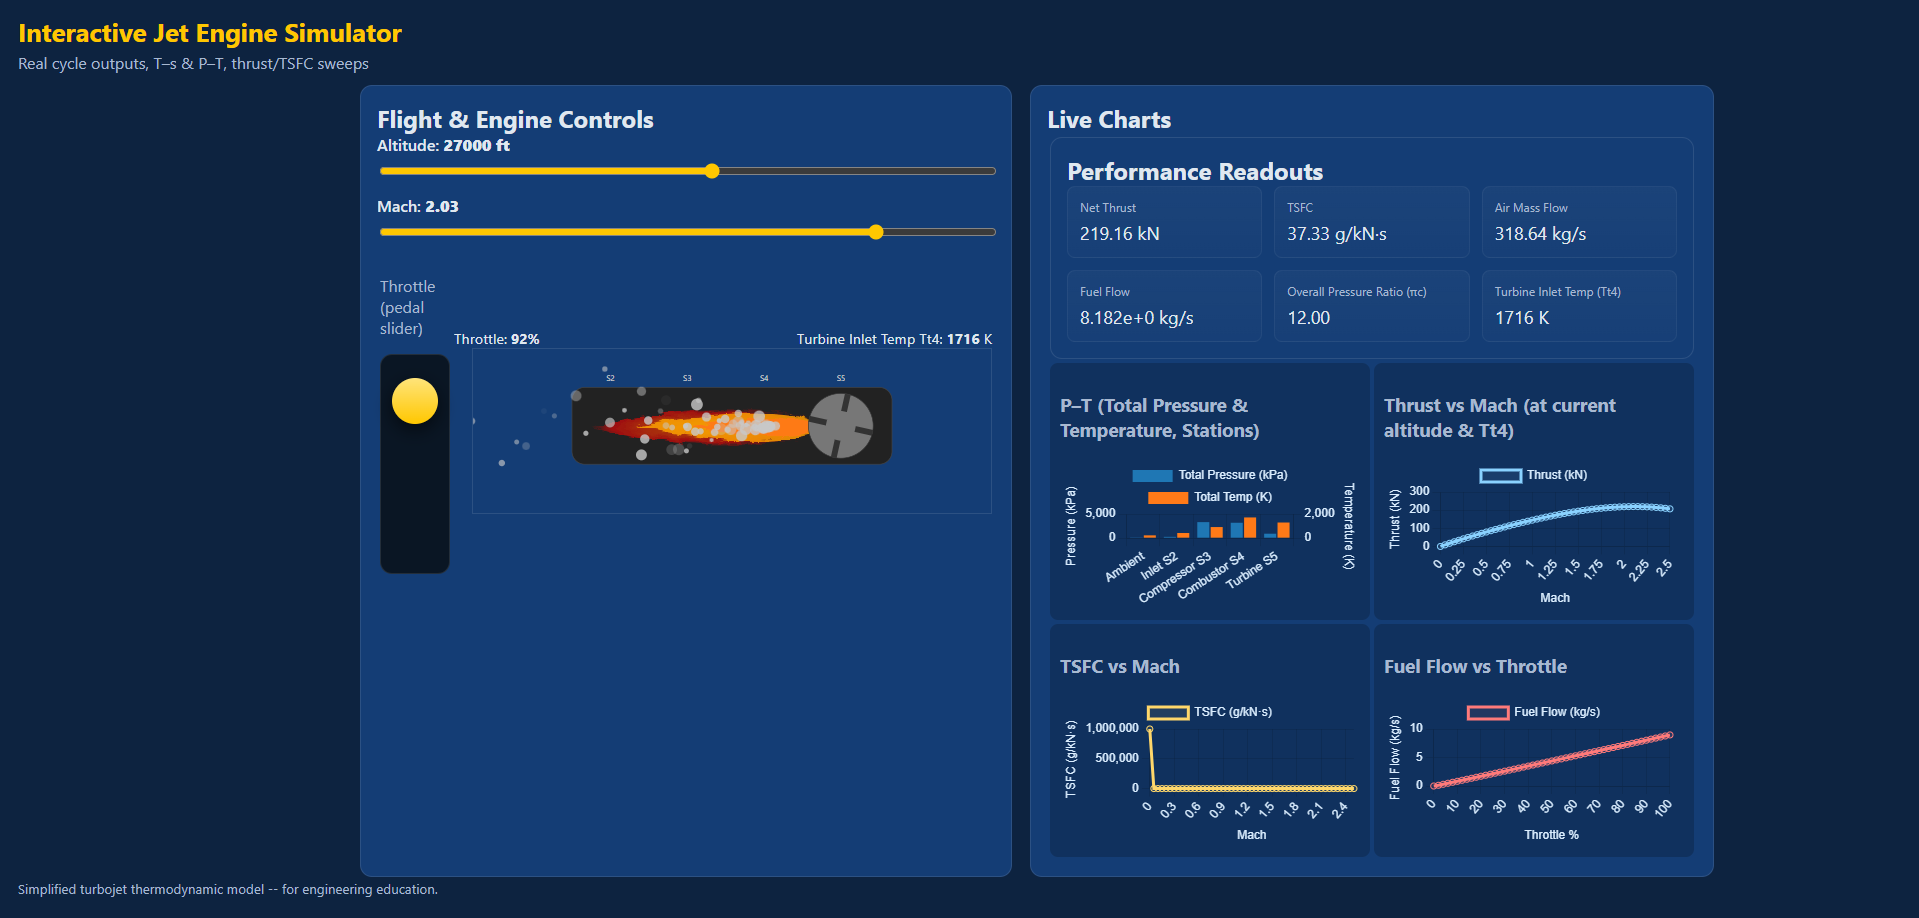 Interactive Jet Engine Simulator
Real cycle outputs, T–s & P–T, thrust/TSFC sweeps
Flight & Engine Controls
Altitude: 27000 ft
Mach: 2.03
Throttle
(pedal
slider)
Throttle: 92%
Turbine Inlet Temp Tt4: 1716 K
S2
S3
S4
S5
Live Charts
Performance Readouts
Net Thrust
219.16 kN
TSFC
37.33 g/kN·s
Air Mass Flow
318.64 kg/s
Fuel Flow
8.182e+0 kg/s
Overall Pressure Ratio (πc)
12.00
Turbine Inlet Temp (Tt4)
1716 K
P–T (Total Pressure &
Temperature, Stations)
Total Pressure (kPa)
Total Temp (K)
Pressure (kPa)
5,000
0
2,000
0
Temperature (K)
Ambient
Inlet S2
Compressor S3
Combustor S4
Turbine S5
Thrust vs Mach (at current
altitude & Tt4)
Thrust (kN)
Thrust (kN)
300
200
100
0
0 0.25 0.5 0.75 1 1.25 1.5 1.75 2 2.25 2.5
Mach
TSFC vs Mach
TSFC (g/kN·s)
TSFC (g/kN·s)
1,000,000
500,000
0
0 0.3 0.6 0.9 1.2 1.5 1.8 2.1 2.4
Mach
Fuel Flow vs Throttle
Fuel Flow (kg/s)
Fuel Flow (kg/s)
10
5
0
0 10 20 30 40 50 60 70 80 90 100
Throttle %
Simplified turbojet thermodynamic model -- for engineering education.